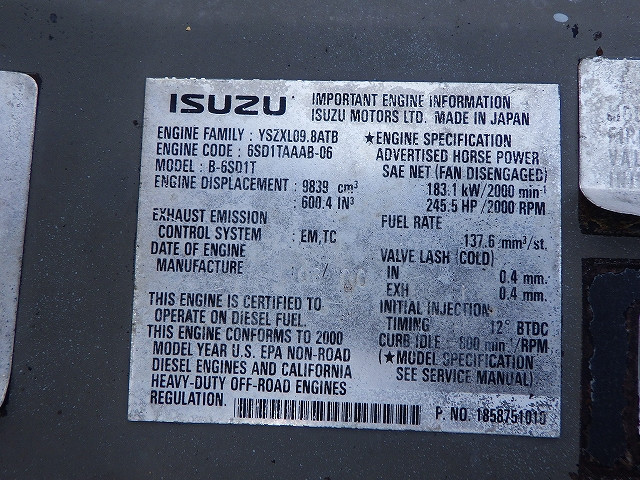 ISUZU
IMPORTANT ENGINE INFORMATION
ISUZU MOTORS LTD. MADE IN JAPAN
ENGINE FAMILY : YSZXL09.8ATB
ENGINE CODE : 6SD1TAAAB-06
MODEL : B-6SD1T
ENGINE DISPLACEMENT : 9839 cm³
: 600.4 IN³
EXHAUST EMISSION
CONTROL SYSTEM : EM,TC
DATE OF ENGINE
MANUFACTURE :
THIS ENGINE IS CERTIFIED TO
OPERATE ON DIESEL FUEL.
THIS ENGINE CONFORMS TO 2000
MODEL YEAR U.S. EPA NON-ROAD
DIESEL ENGINES AND CALIFORNIA
HEAVY-DUTY OFF-ROAD ENGINES
REGULATION.
★ENGINE SPECIFICATION
ADVERTISED HORSE POWER
SAE NET (FAN DISENGAGED)
183.1 kW/2000 min⁻¹
245.5 HP/2000 RPM
FUEL RATE
137.6 mm³/st.
VALVE LASH (COLD)
IN 0.4 mm.
EXH 0.4 mm.
INITIAL INJECTION
TIMING 12° BTDC
CURB IDLE : 800 min⁻¹/RPM
(★MODEL SPECIFICATION
SEE SERVICE MANUAL)
P. NO. 1858751010